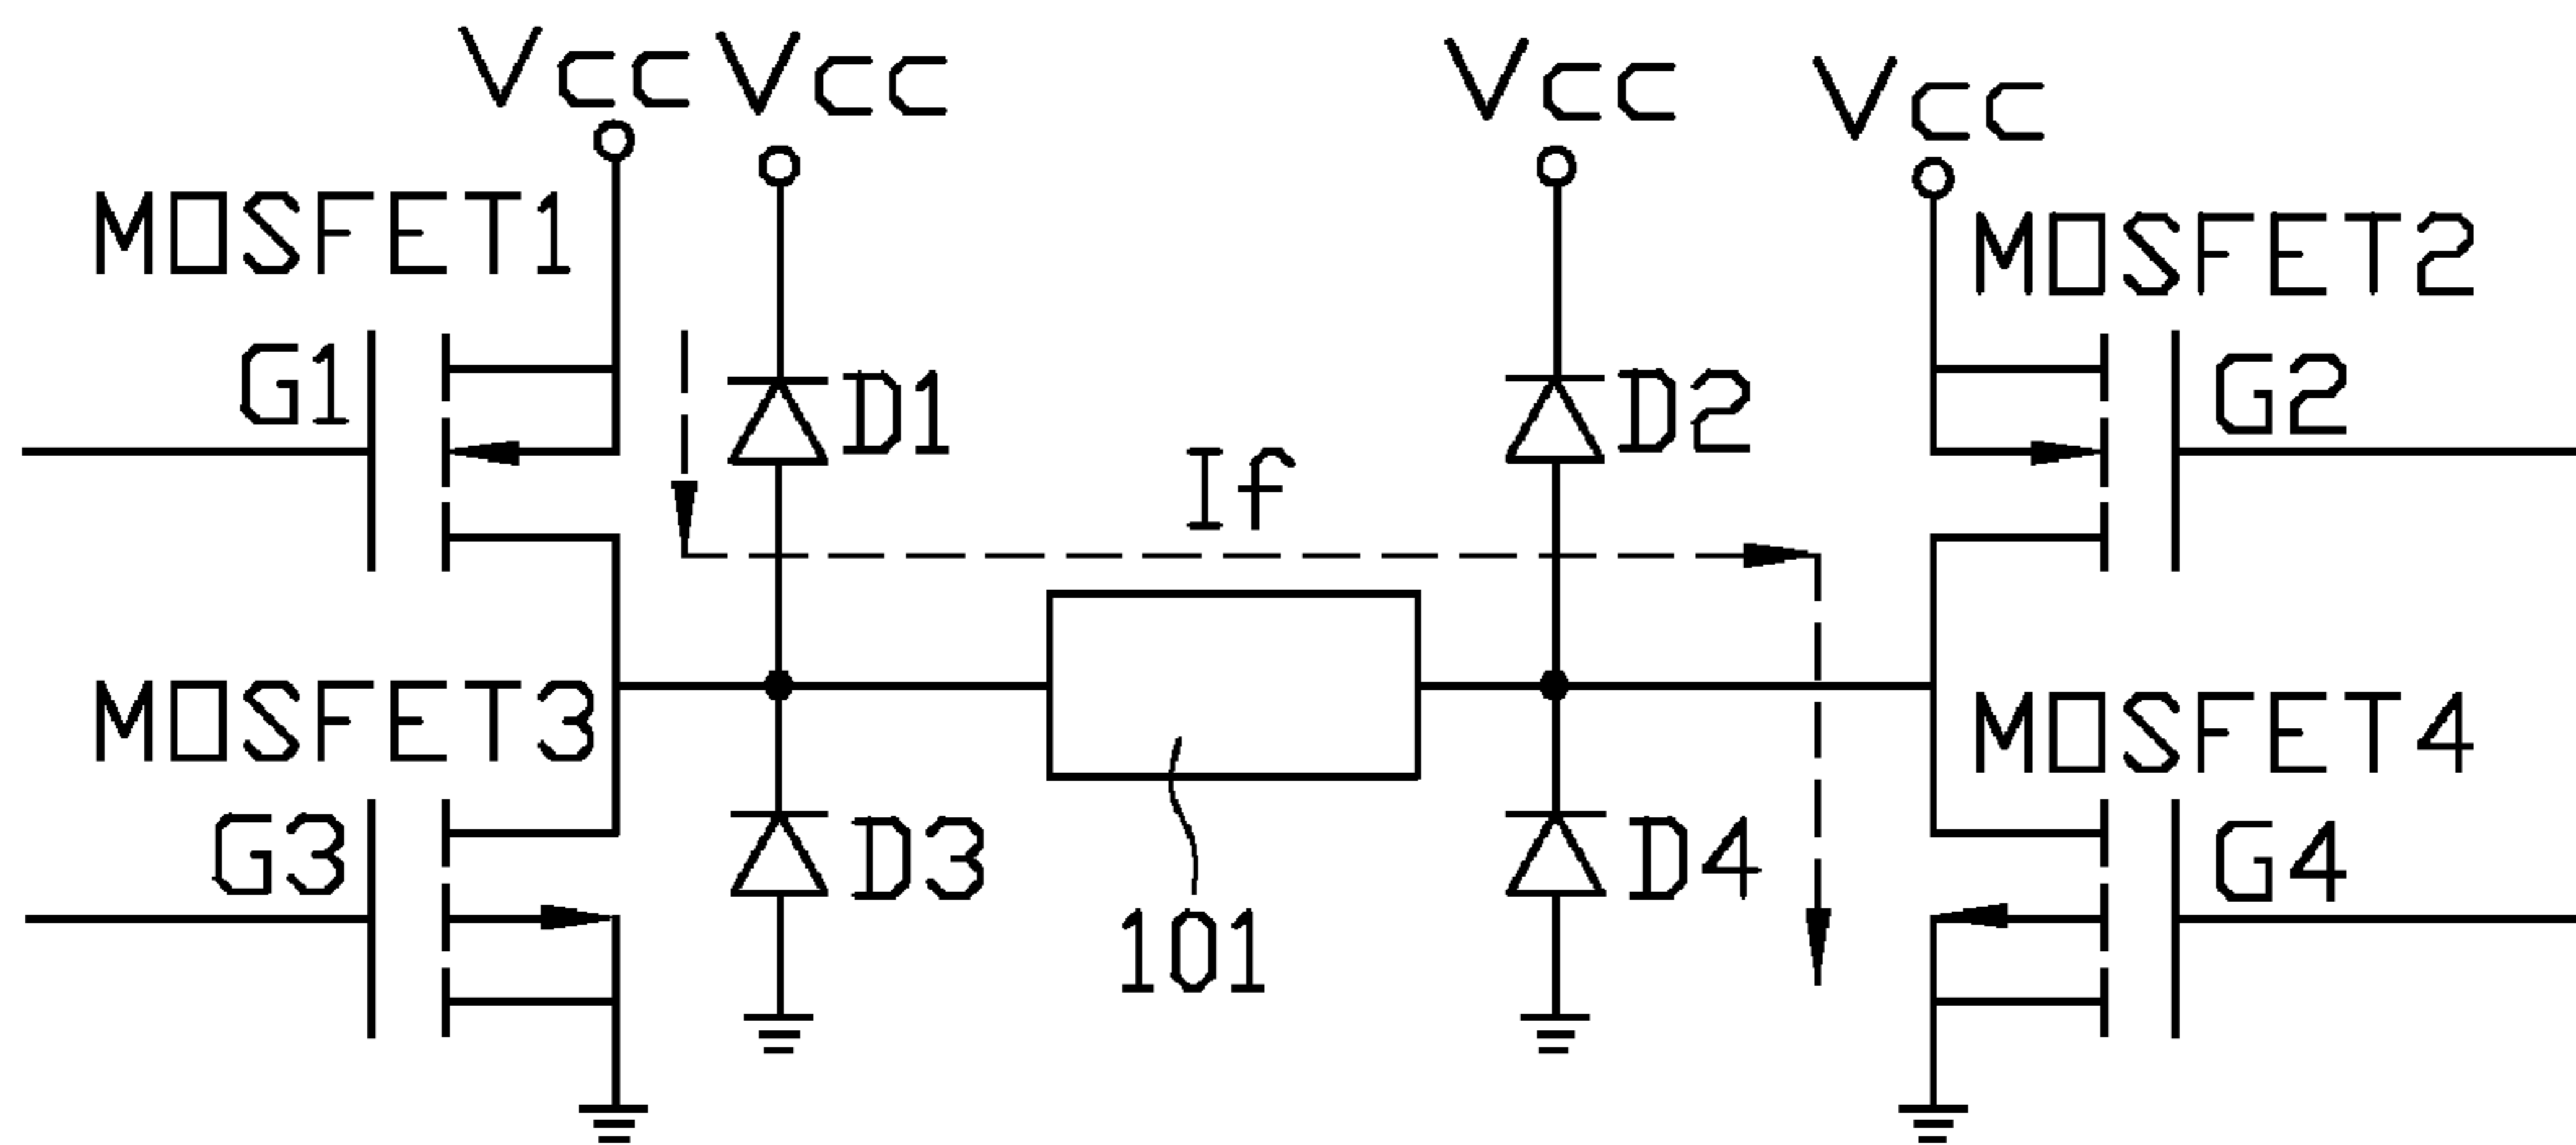 Vcc Vcc Vcc Vcc
MOSFET1 MOSFET2
G1 D1 D2 G2
If
MOSFET3 MOSFET4
G3 D3 D4 G4
101